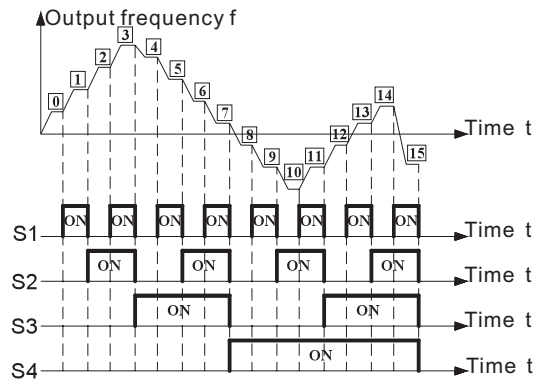 Output frequency f
0 1 2 3 4 5 6 7 8 9 10 11 12 13 14 15
Time t
S1 ON ON ON ON ON ON ON ON Time t
S2 ON ON ON ON Time t
S3 ON ON Time t
S4 ON Time t